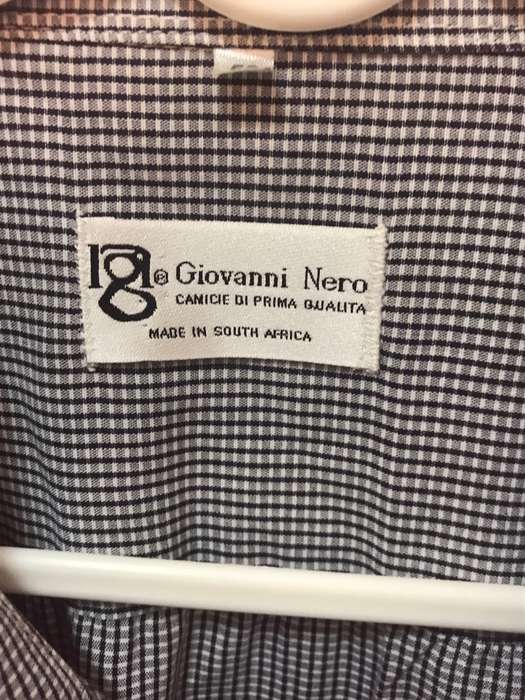 ® Giovanni Nero
CAMICIE DI PRIMA QUALITA
MADE IN SOUTH AFRICA